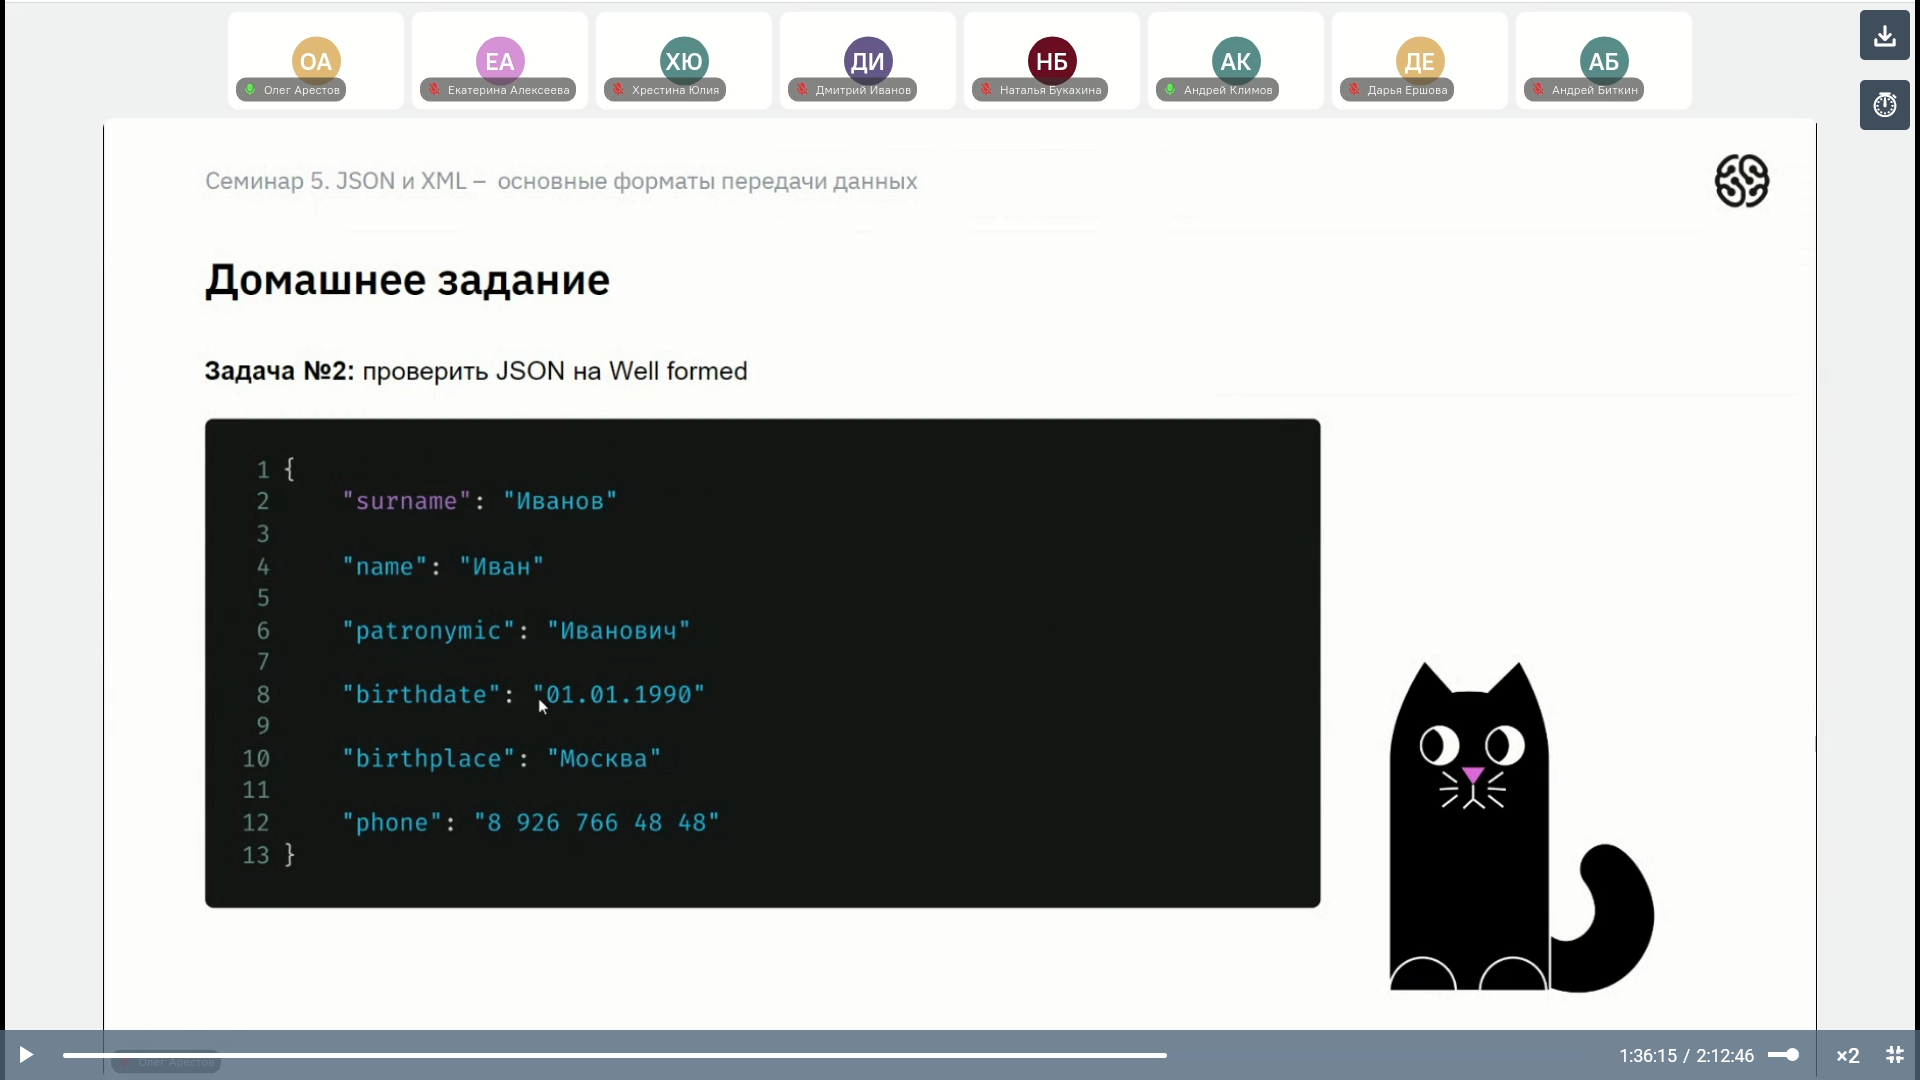 ОА ЕА ХЮ ДИ НБ АК ДЕ АБ
Олег Арестов Екатерина Алексеева Хрестина Юлия Дмитрий Иванов Наталья Букахина Андрей Климов Дарья Ершова Андрей Биткин
Семинар 5. JSON и XML – основные форматы передачи данных
Домашнее задание
Задача №2: проверить JSON на Well formed
1 {
2 "surname": "Иванов"
3
4 "name": "Иван"
5
6 "patronymic": "Иванович"
7
8 "birthdate": "01.01.1990"
9
10 "birthplace": "Москва"
11
12 "phone": "8 926 766 48 48"
13 }
Олег Арестов
1:36:15 / 2:12:46 ×2